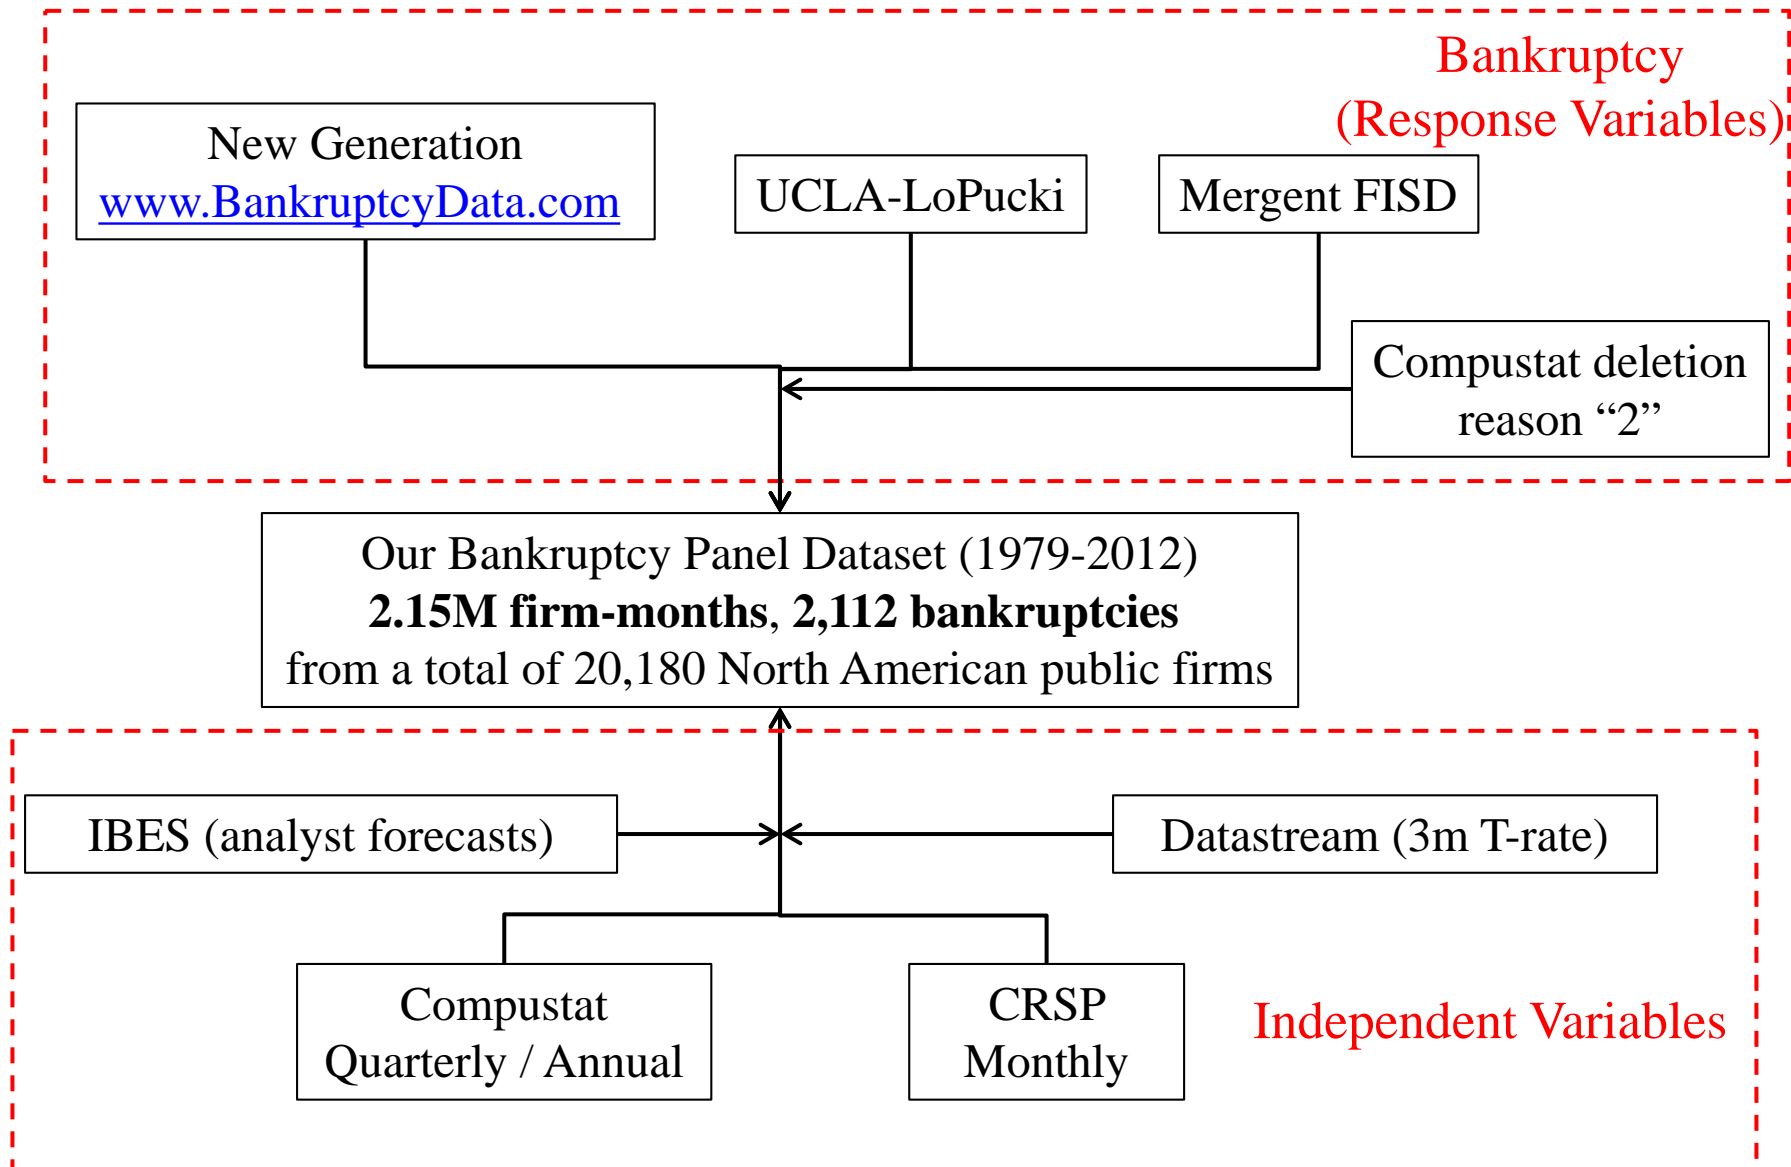 Bankruptcy
(Response Variables)
New Generation
www.BankruptcyData.com
UCLA-LoPucki
Mergent FISD
Compustat deletion
reason “2”
Our Bankruptcy Panel Dataset (1979-2012)
2.15M firm-months, 2,112 bankruptcies
from a total of 20,180 North American public firms
IBES (analyst forecasts)
Datastream (3m T-rate)
Compustat
Quarterly / Annual
CRSP
Monthly
Independent Variables